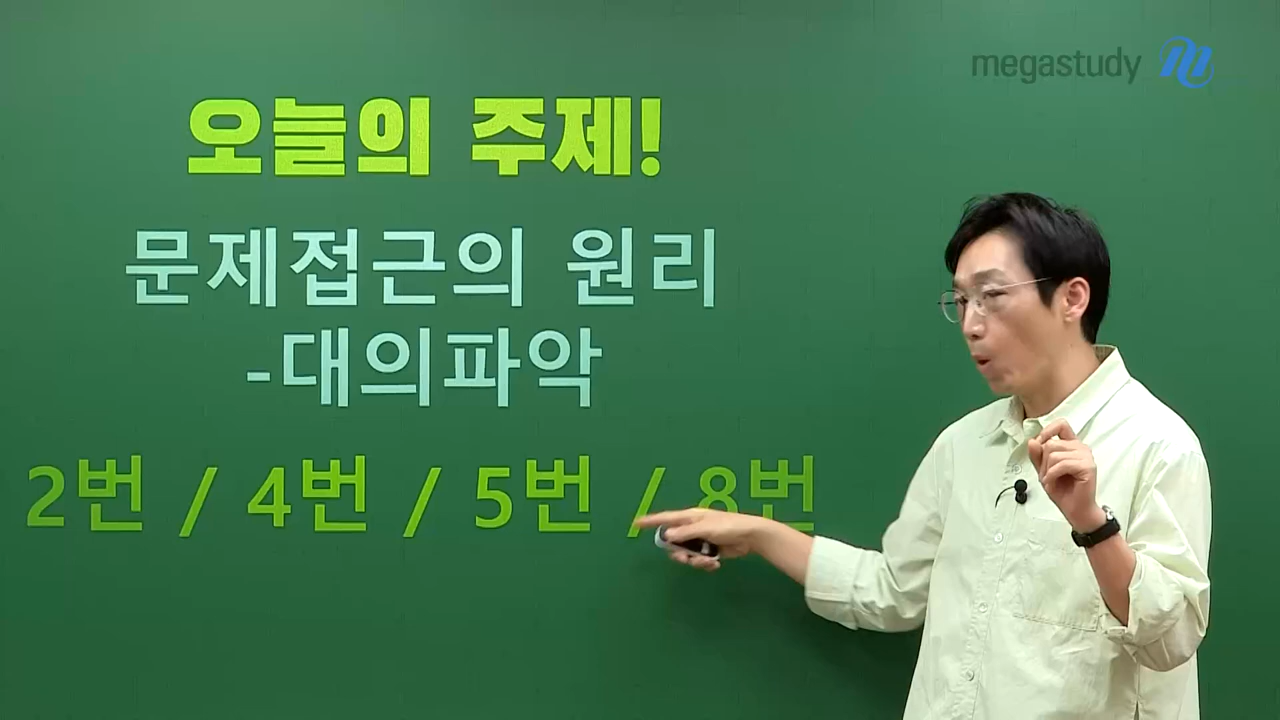 megastudy
오늘의 주제!
문제접근의 원리
-대의파악
2번 / 4번 / 5번 / 8번